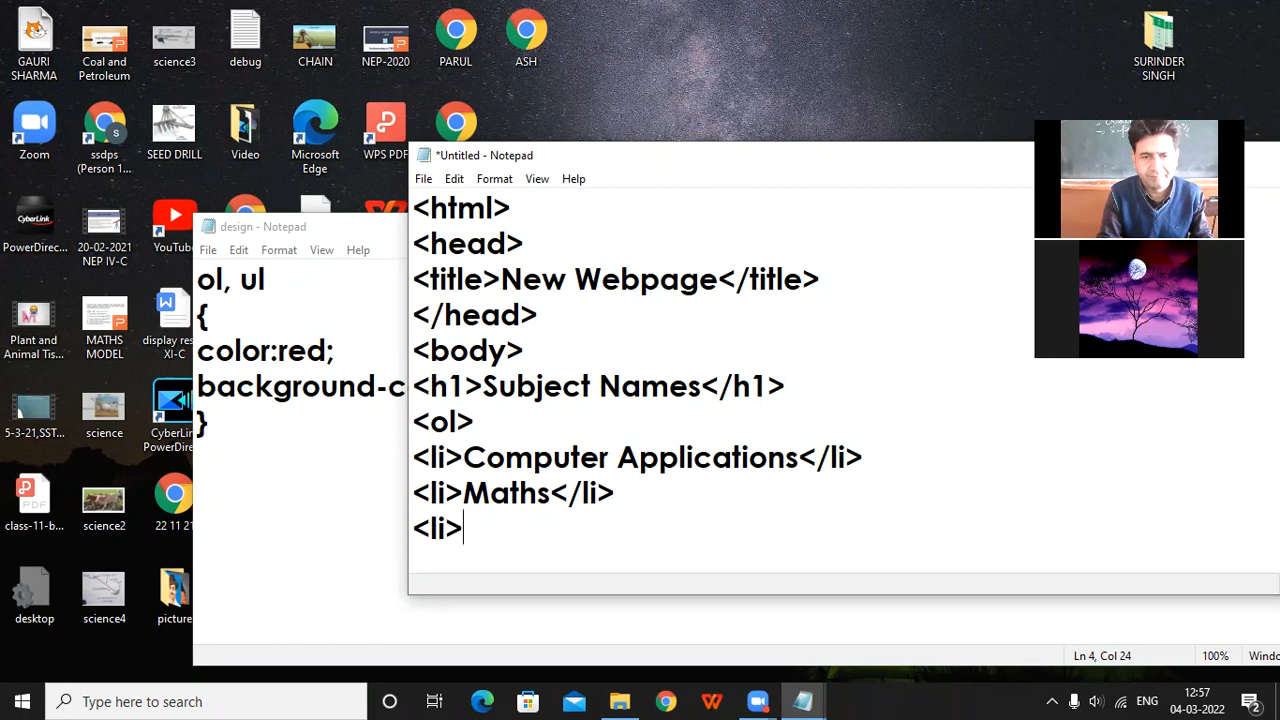 GAURI
SHARMA
Coal and
Petroleum
science3
debug
CHAIN
NEP-2020
PARUL
ASH
SURINDER
SINGH
Zoom
ssdps
(Person 1...
SEED DRILL
Video
Microsoft
Edge
WPS PDF
PowerDirec...
20-02-2021
NEP IV-C
YouTube
Plant and
Animal Tis...
MATHS
MODEL
display res
XI-C
5-3-21,SST...
science
CyberLin
PowerDire
class-11-b...
science2
22 11 21
desktop
science4
picture
design - Notepad
File Edit Format View Help
ol, ul
{
color:red;
background-c
}
*Untitled - Notepad
File Edit Format View Help
<html>
<head>
<title>New Webpage</title>
</head>
<body>
<h1>Subject Names</h1>
<ol>
<li>Computer Applications</li>
<li>Maths</li>
<li>
Ln 4, Col 24 100% Windo
Type here to search
ENG
12:57
04-03-2022
2